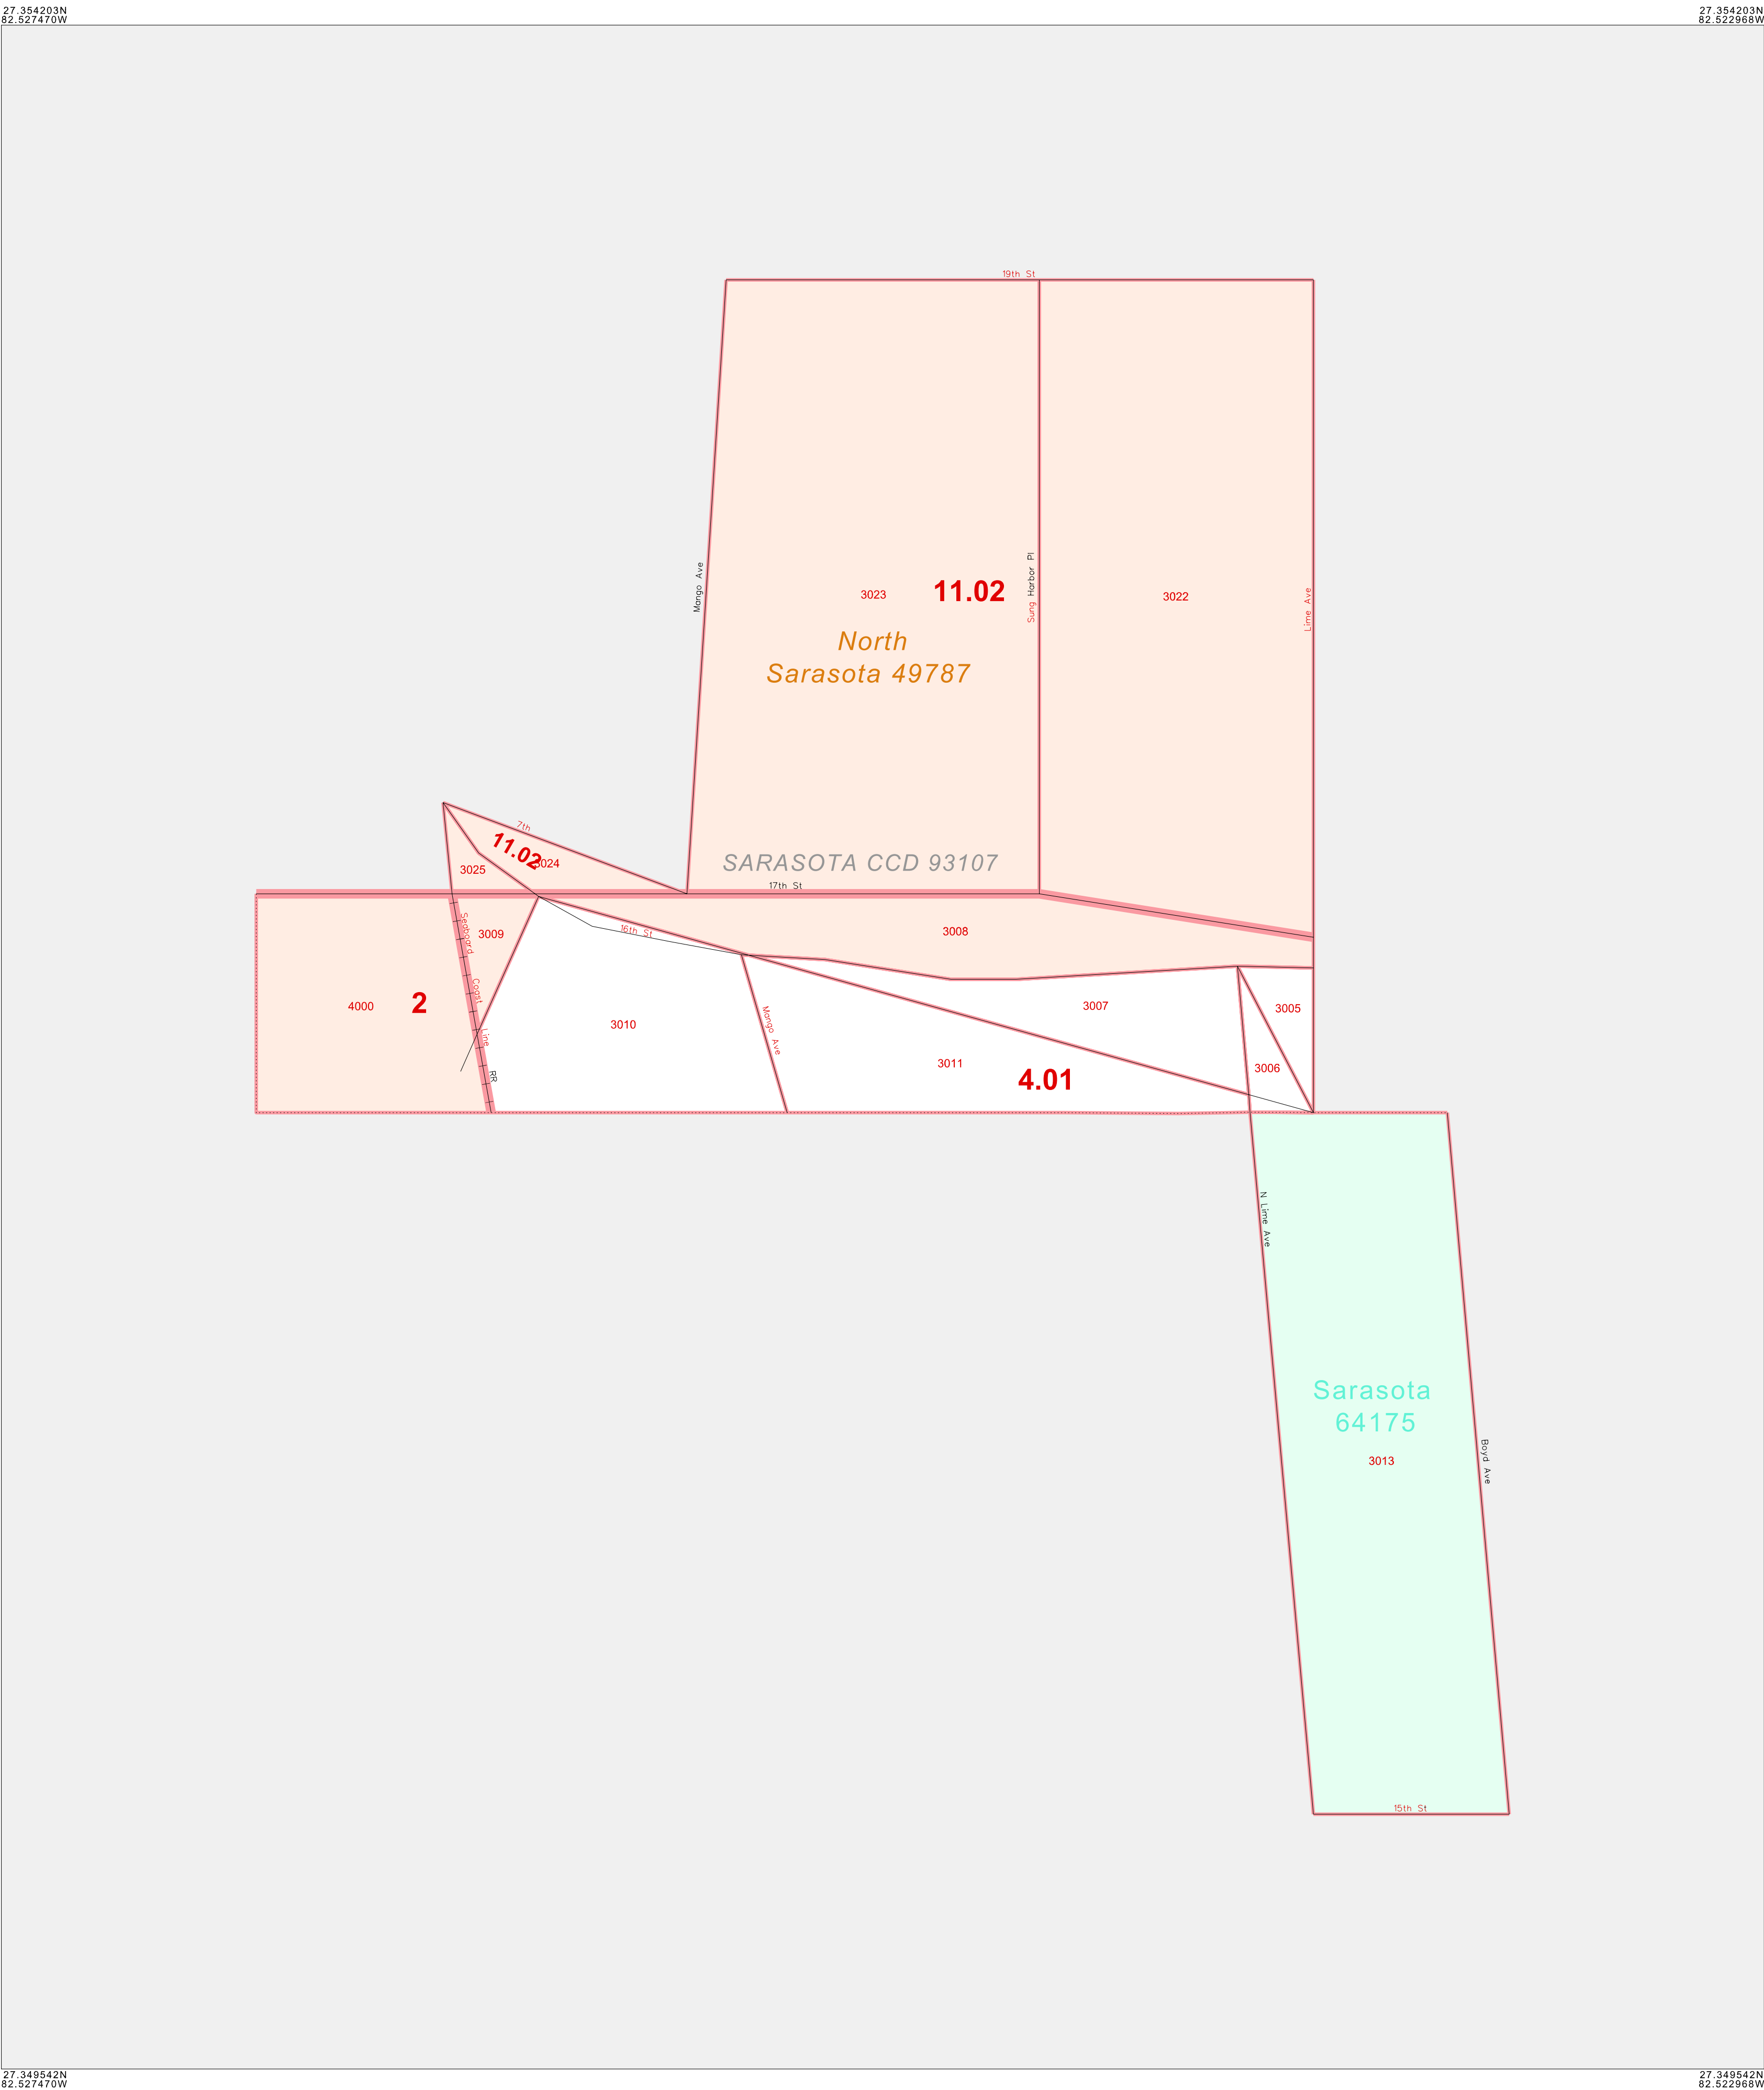 27.354203N
82.527470W
27.354203N
82.522968W
19th St
Mango Ave
3023
11.02
Sung Harbor Pl
3022
Lime Ave
North
Sarasota 49787
7th
11.02
3024
3025
SARASOTA CCD 93107
17th St
Seaboard Coast Line RR
3009
16th St
3008
4000
2
3010
Mango Ave
3007
3005
3011
4.01
3006
N Lime Ave
Sarasota
64175
3013
Boyd Ave
15th St
27.349542N
82.527470W
27.349542N
82.522968W